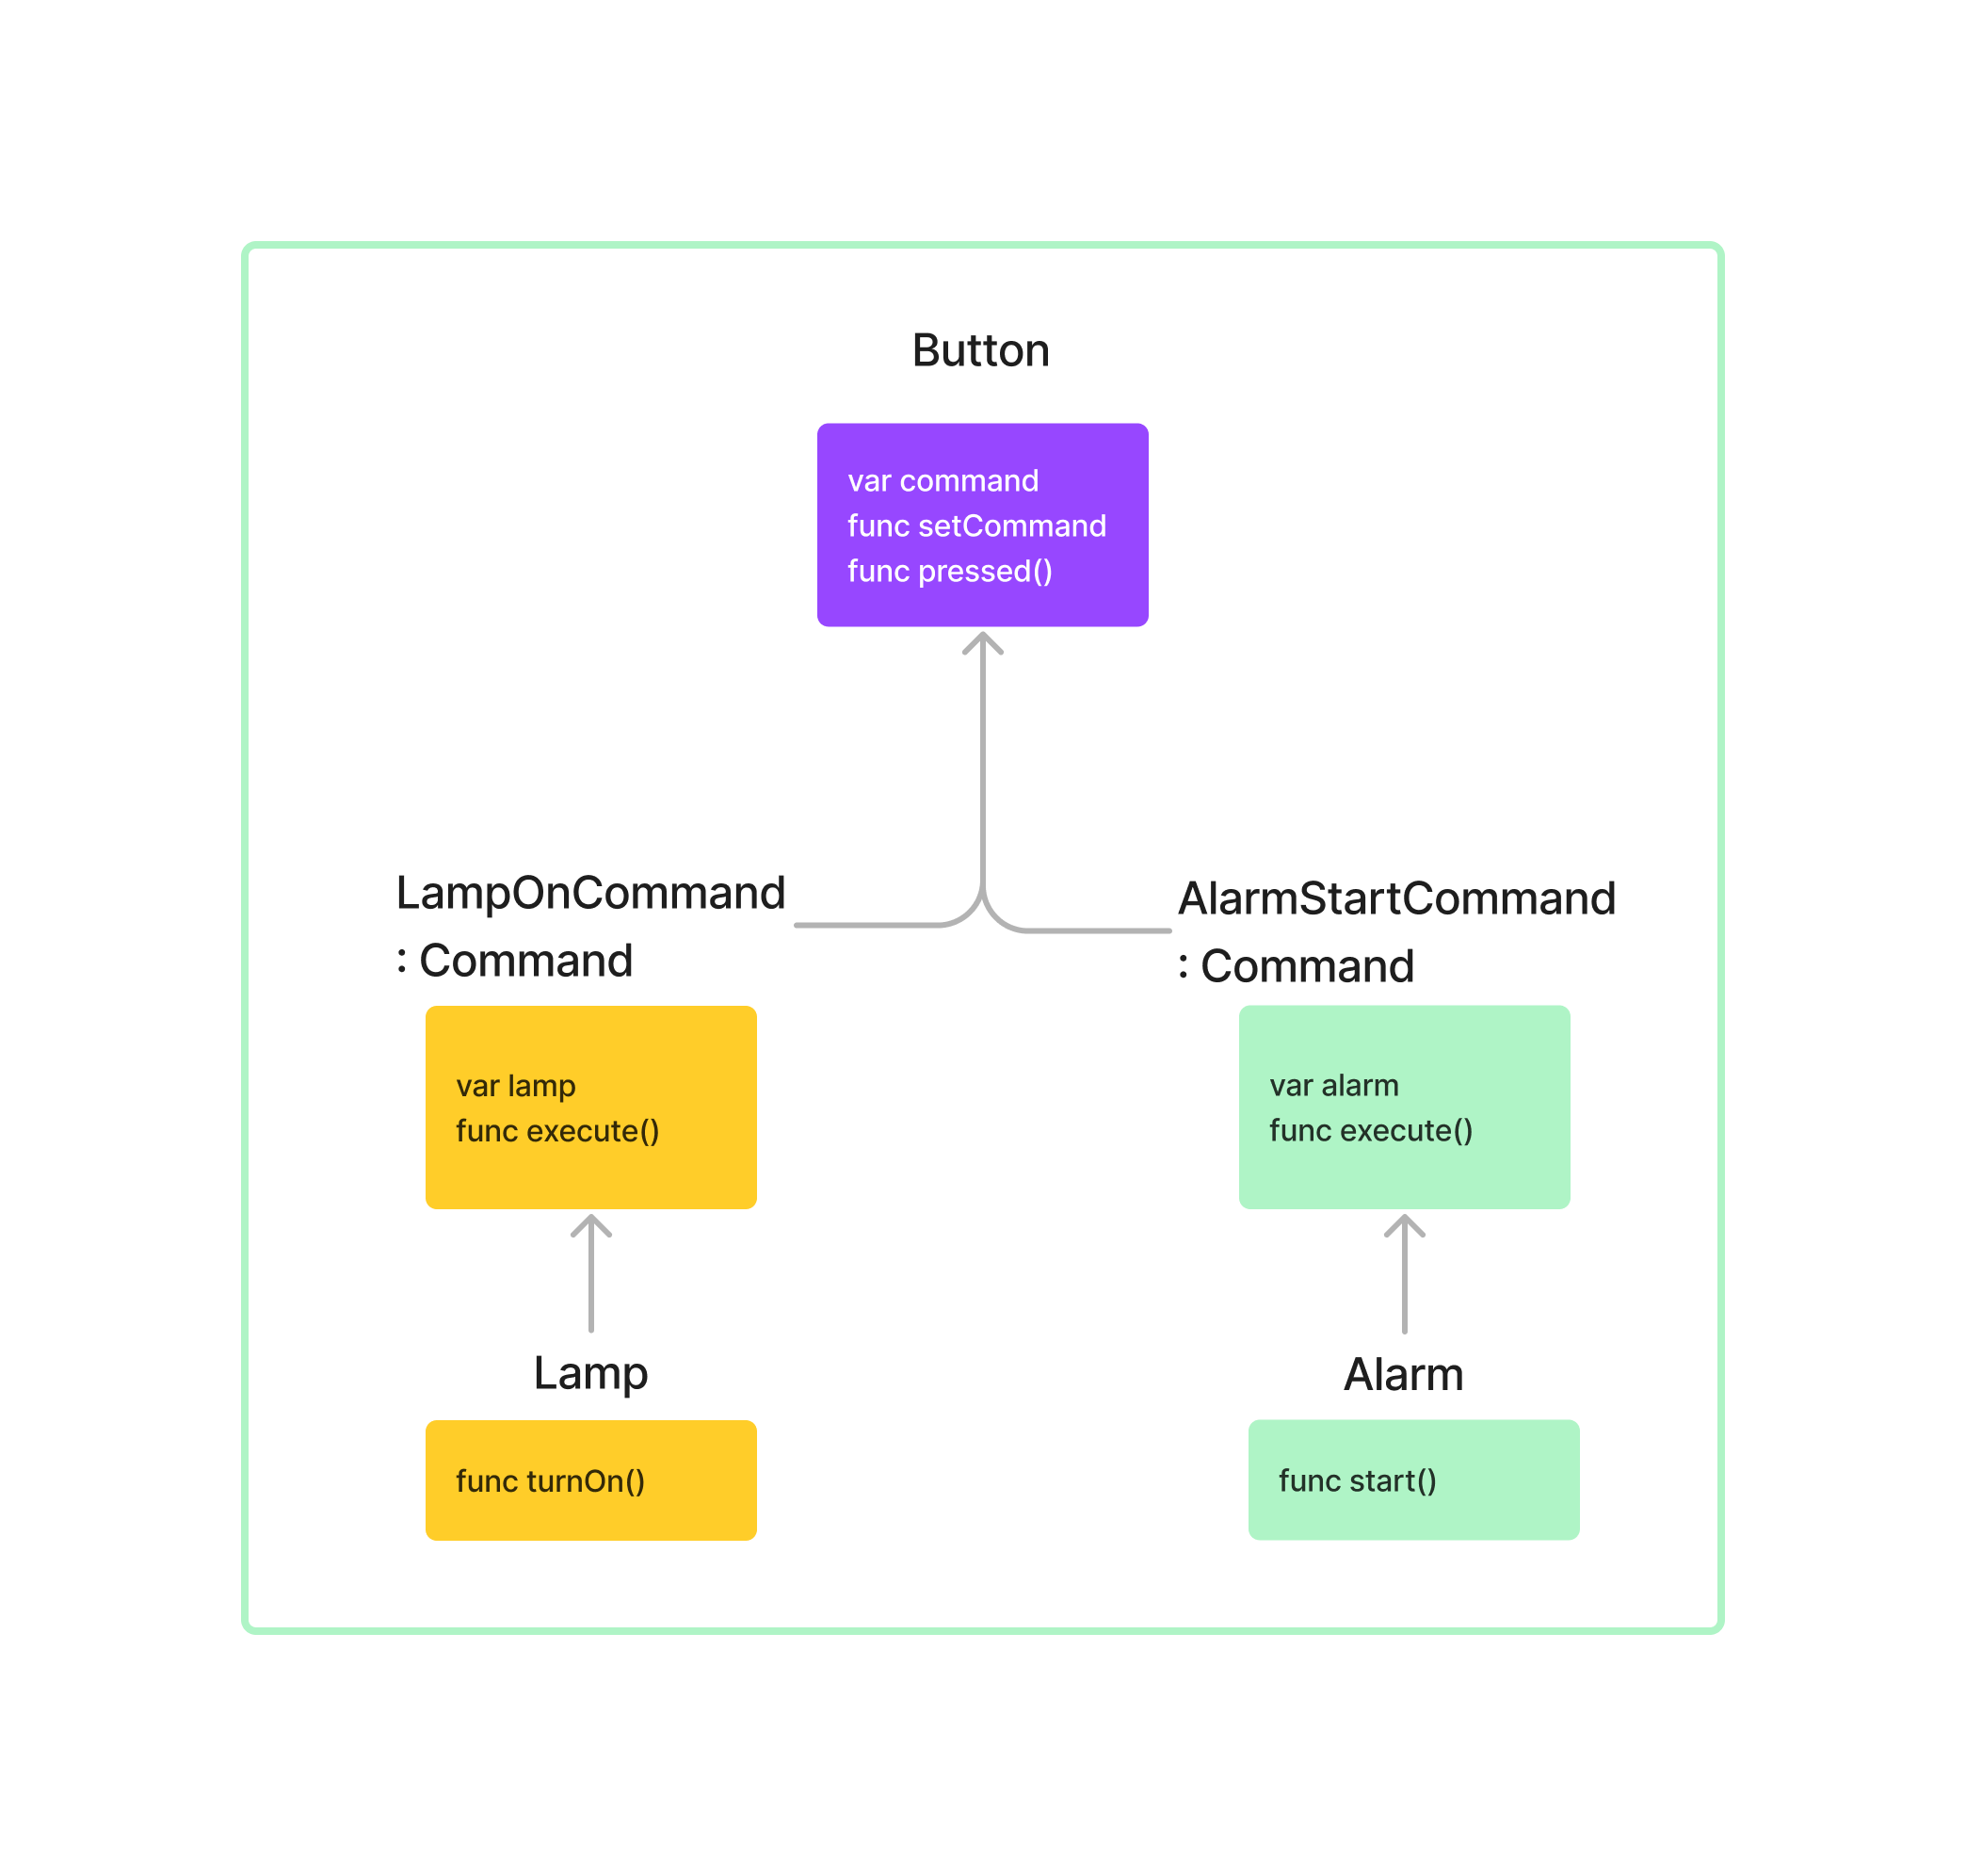 Button
var command
func setCommand
func pressed()
LampOnCommand
: Command
var lamp
func execute()
Lamp
func turnOn()
AlarmStartCommand
: Command
var alarm
func execute()
Alarm
func start()